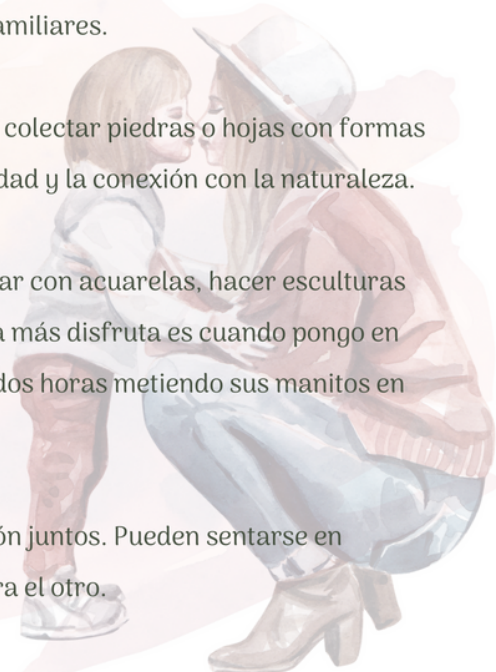 amiliares.
colectar piedras o hojas con formas
dad y la conexión con la naturaleza.
ar con acuarelas, hacer esculturas
a más disfruta es cuando pongo en
dos horas metiendo sus manitos en
ón juntos. Pueden sentarse en
ra el otro.